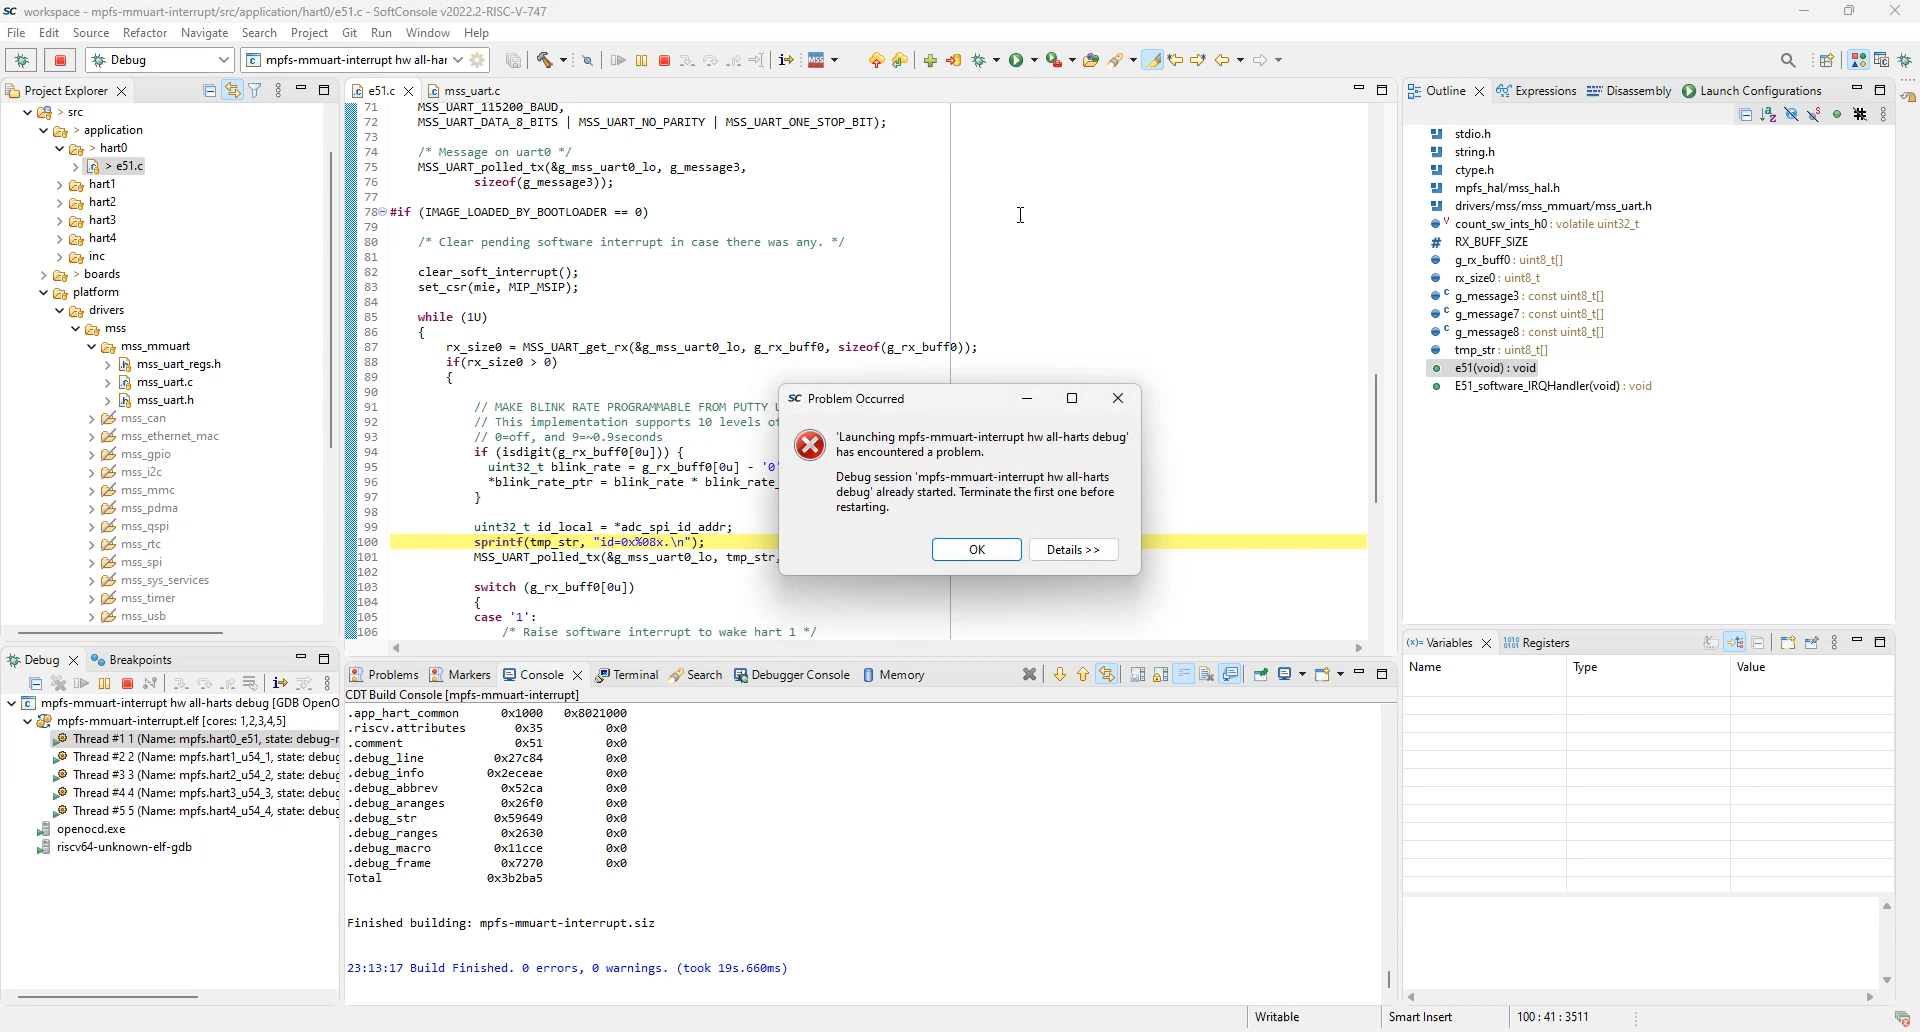 SC workspace - mpfs-mmuart-interrupt/src/application/hart0/e51.c - SoftConsole v2022.2-RISC-V-747
File Edit Source Refactor Navigate Search Project Git Run Window Help
Debug
mpfs-mmuart-interrupt hw all-har
MSS
Project Explorer
> src
> application
> hart0
> e51.c
hart1
hart2
hart3
hart4
inc
> boards
platform
drivers
mss
mss_mmuart
mss_uart_regs.h
mss_uart.c
mss_uart.h
mss_can
mss_ethernet_mac
mss_gpio
mss_i2c
mss_mmc
mss_pdma
mss_qspi
mss_rtc
mss_spi
mss_sys_services
mss_timer
mss_usb
e51.c
mss_uart.c
71 MSS_UART_115200_BAUD,
72 MSS_UART_DATA_8_BITS | MSS_UART_NO_PARITY | MSS_UART_ONE_STOP_BIT);
73
74 /* Message on uart0 */
75 MSS_UART_polled_tx(&g_mss_uart0_lo, g_message3,
76 sizeof(g_message3));
77
78 #if (IMAGE_LOADED_BY_BOOTLOADER == 0)
79
80 /* Clear pending software interrupt in case there was any. */
81
82 clear_soft_interrupt();
83 set_csr(mie, MIP_MSIP);
84
85 while (1U)
86 {
87 rx_size0 = MSS_UART_get_rx(&g_mss_uart0_lo, g_rx_buff0, sizeof(g_rx_buff0));
88 if(rx_size0 > 0)
89 {
90
91 // MAKE BLINK RATE PROGRAMMABLE FROM PUTTY
92 // This implementation supports 10 levels
93 // 0=off, and 9=~0.9seconds
94 if (isdigit(g_rx_buff0[0u])) {
95 uint32_t blink_rate = g_rx_buff0[0u] - '0'
96 *blink_rate_ptr = blink_rate * blink_rate_
97 }
98
99 uint32_t id_local = *adc_spi_id_addr;
100 sprintf(tmp_str, "id=0x%08x.\n");
101 MSS_UART_polled_tx(&g_mss_uart0_lo, tmp_str,
102
103 switch (g_rx_buff0[0u])
104 {
105 case '1':
106 /* Raise software interrupt to wake hart 1 */
SC Problem Occurred
'Launching mpfs-mmuart-interrupt hw all-harts debug'
has encountered a problem.
Debug session 'mpfs-mmuart-interrupt hw all-harts
debug' already started. Terminate the first one before
restarting.
OK
Details >>
Outline
Expressions
Disassembly
Launch Configurations
stdio.h
string.h
ctype.h
mpfs_hal/mss_hal.h
drivers/mss/mss_mmuart/mss_uart.h
count_sw_ints_h0 : volatile uint32_t
RX_BUFF_SIZE
g_rx_buff0 : uint8_t[]
rx_size0 : uint8_t
g_message3 : const uint8_t[]
g_message7 : const uint8_t[]
g_message8 : const uint8_t[]
tmp_str : uint8_t[]
e51(void) : void
E51_software_IRQHandler(void) : void
Debug
Breakpoints
mpfs-mmuart-interrupt hw all-harts debug [GDB OpenO
mpfs-mmuart-interrupt.elf [cores: 1,2,3,4,5]
Thread #1 1 (Name: mpfs.hart0_e51, state: debug-r
Thread #2 2 (Name: mpfs.hart1_u54_1, state: debug
Thread #3 3 (Name: mpfs.hart2_u54_2, state: debug
Thread #4 4 (Name: mpfs.hart3_u54_3, state: debug
Thread #5 5 (Name: mpfs.hart4_u54_4, state: debug
openocd.exe
riscv64-unknown-elf-gdb
Problems
Markers
Console
Terminal
Search
Debugger Console
Memory
CDT Build Console [mpfs-mmuart-interrupt]
.app_hart_common 0x1000 0x8021000
.riscv.attributes 0x35 0x0
.comment 0x51 0x0
.debug_line 0x27c84 0x0
.debug_info 0x2eceae 0x0
.debug_abbrev 0x52ca 0x0
.debug_aranges 0x26f0 0x0
.debug_str 0x59649 0x0
.debug_ranges 0x2630 0x0
.debug_macro 0x11cce 0x0
.debug_frame 0x7270 0x0
Total 0x3b2ba5
Finished building: mpfs-mmuart-interrupt.siz
23:13:17 Build Finished. 0 errors, 0 warnings. (took 19s.660ms)
(x)= Variables
Registers
Name Type Value
Writable
Smart Insert
100 : 41 : 3511